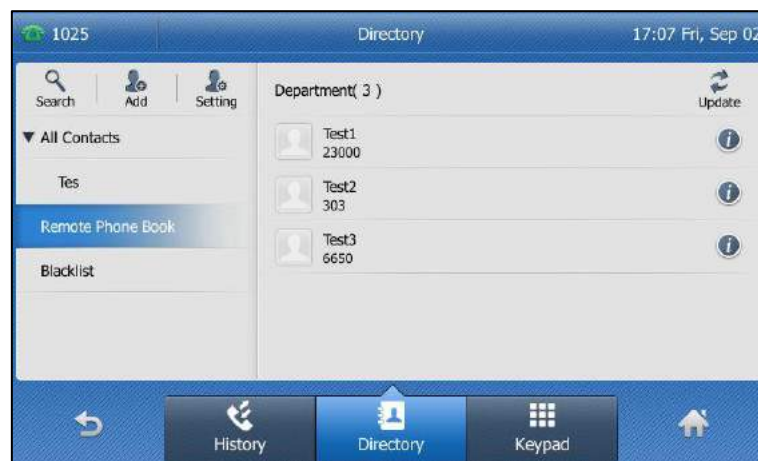 1025
Directory
17:07 Fri, Sep 02
Search
Add
Setting
All Contacts
Tes
Remote Phone Book
Blacklist
Department( 3 )
Update
Test1
23000
Test2
303
Test3
6650
History
Directory
Keypad